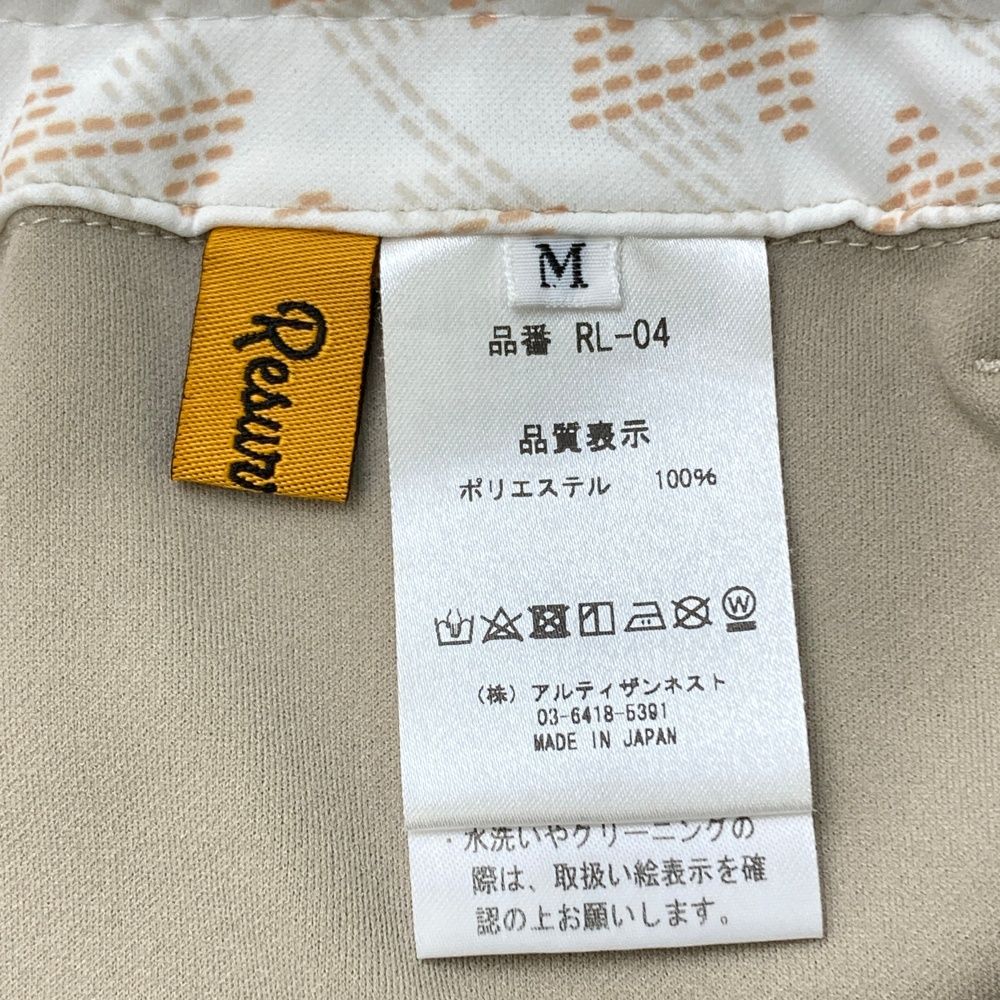 Resur
M
品番 RL-04
品質表示
ポリエステル 100%
W
(株) アルティザンネスト
03-6418-5391
MADE IN JAPAN
・水洗いやクリーニングの
際は、取扱い絵表示を確
認の上お願いします。